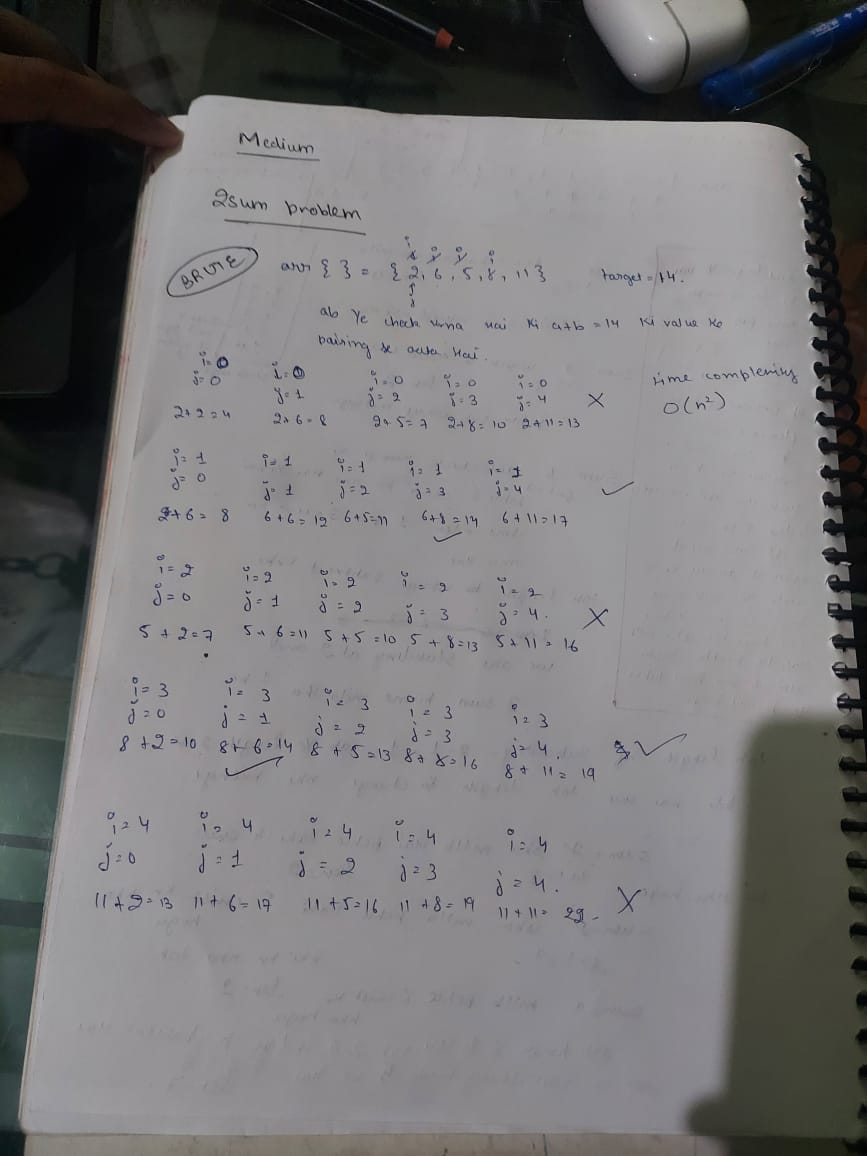 Medium
2sum problem
BRUTE
arr { } = { 2, 6, 5, 8, 11 } target = 14.
ab Ye check karna hai Ki a+b = 14 Ki value ko
pairing se aata Hai.
time complexity
O(n²)
i=0 i=0 i=0 i=0 i=0
j=0 j=1 j=2 j=3 j=4 X
2+2=4 2+6=8 2+5=7 2+8=10 2+11=13
i=1 i=1 i=1 i=1 i=1
j=0 j=1 j=2 j=3 j=4 ✓
2+6=8 6+6=12 6+5=11 6+8=14 6+11=17
i=2 i=2 i=2 i=2 i=2
j=0 j=1 j=2 j=3 j=4. X
5+2=7 5+6=11 5+5=10 5+8=13 5+11=16
i=3 i=3 i=3 i=3 i=3
j=0 j=1 j=2 j=3 j=4. ✓
8+2=10 8+6=14 8+5=13 8+8=16 8+11=19
i=4 i=4 i=4 i=4 i=4
j=0 j=1 j=2 j=3 j=4. X
11+2=13 11+6=17 11+5=16 11+8=19 11+11=22.